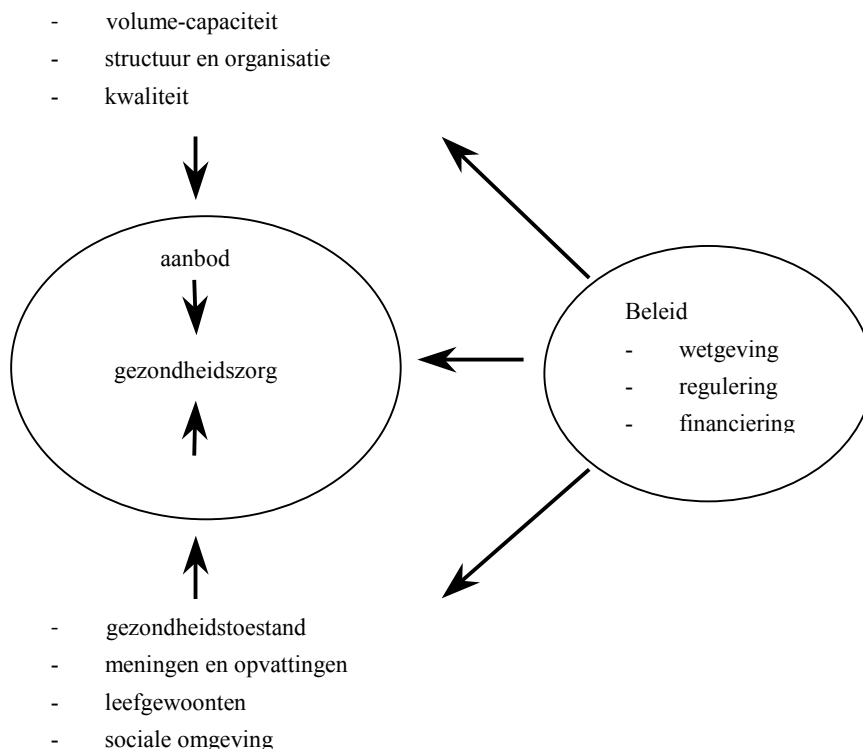 - volume-capaciteit
- structuur en organisatie
- kwaliteit
aanbod
gezondheidszorg
Beleid
- wetgeving
- regulering
- financiering
- gezondheidstoestand
- meningen en opvattingen
- leefgewoonten
- sociale omgeving